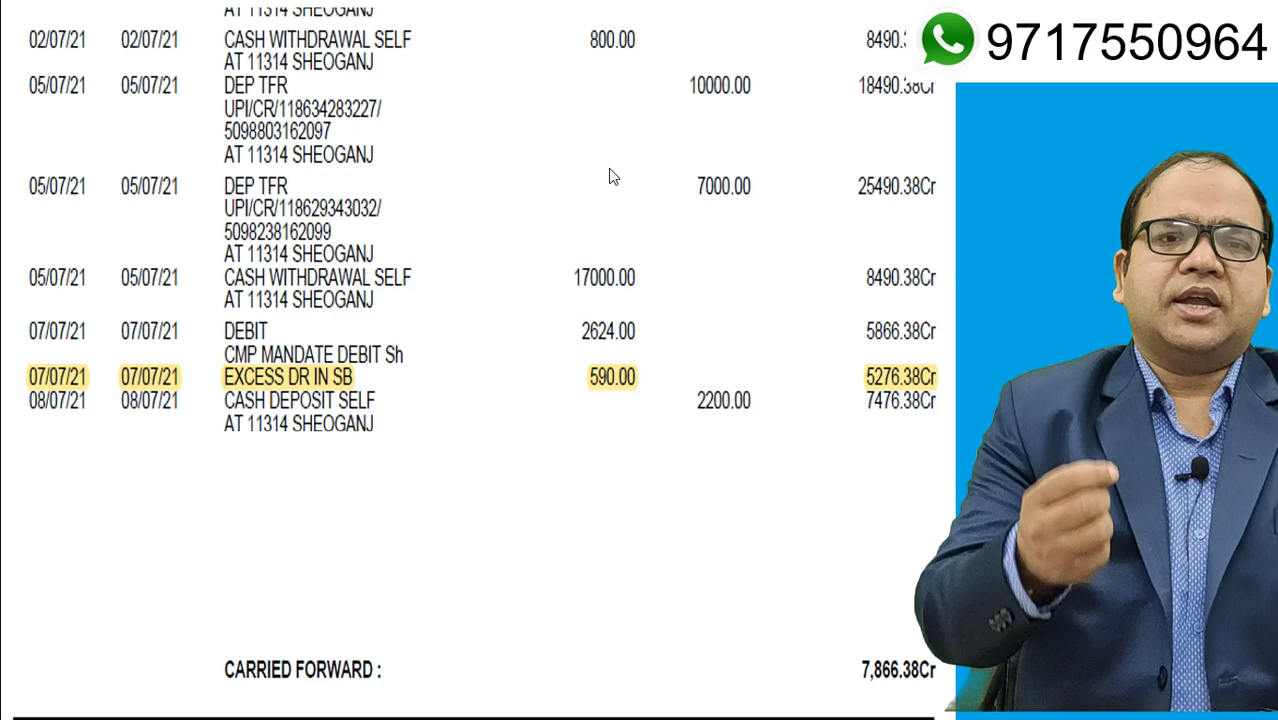 AT 11314 SHEOGANJ
9717550964
02/07/21 02/07/21 CASH WITHDRAWAL SELF 800.00 8490.
AT 11314 SHEOGANJ
05/07/21 05/07/21 DEP TFR 10000.00 18490.38Cr
UPI/CR/118634283227/
5098803162097
AT 11314 SHEOGANJ
05/07/21 05/07/21 DEP TFR 7000.00 25490.38Cr
UPI/CR/118629343032/
5098238162099
AT 11314 SHEOGANJ
05/07/21 05/07/21 CASH WITHDRAWAL SELF 17000.00 8490.38Cr
AT 11314 SHEOGANJ
07/07/21 07/07/21 DEBIT 2624.00 5866.38Cr
CMP MANDATE DEBIT Sh
07/07/21 07/07/21 EXCESS DR IN SB 590.00 5276.38Cr
08/07/21 08/07/21 CASH DEPOSIT SELF 2200.00 7476.38Cr
AT 11314 SHEOGANJ
CARRIED FORWARD : 7,866.38Cr